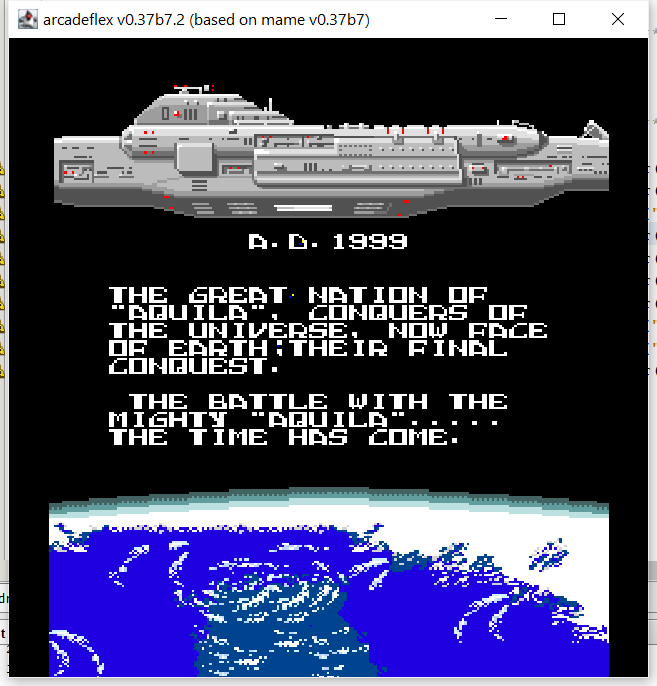 arcadeflex v0.37b7.2 (based on mame v0.37b7)
A.D.1999
THE GREAT NATION OF
"AQUILA", CONQUERS OF
THE UNIVERSE, NOW FACE
OF EARTH;THEIR FINAL
CONQUEST.
THE BATTLE WITH THE
MIGHTY "AQUILA".....
THE TIME HAS COME.